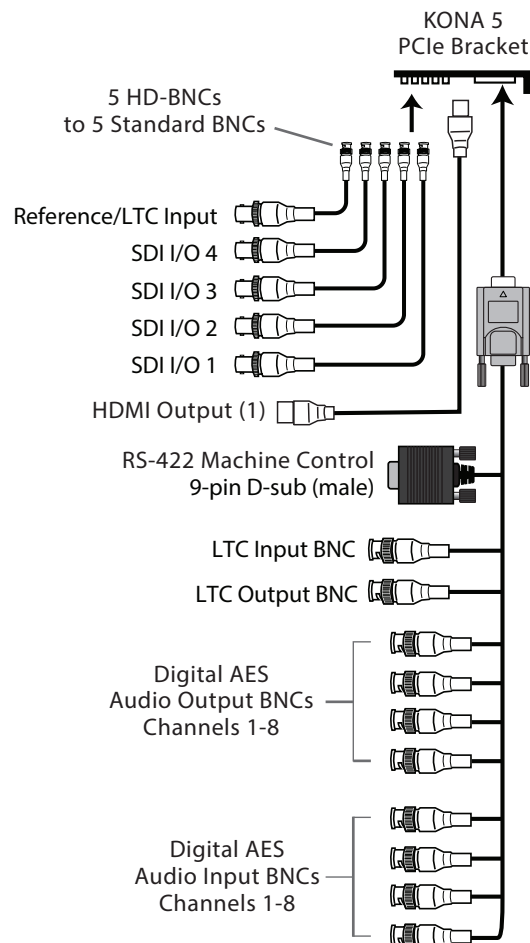 KONA 5
PCIe Bracket
5 HD-BNCs
to 5 Standard BNCs
Reference/LTC Input
SDI I/O 4
SDI I/O 3
SDI I/O 2
SDI I/O 1
HDMI Output (1)
RS-422 Machine Control
9-pin D-sub (male)
LTC Input BNC
LTC Output BNC
Digital AES
Audio Output BNCs
Channels 1-8
Digital AES
Audio Input BNCs
Channels 1-8